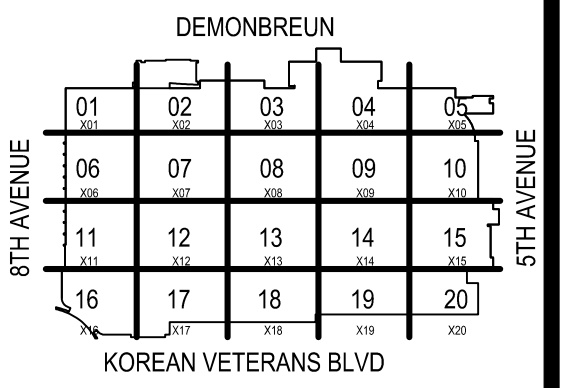 DEMONBREUN
01 02 03 04 05
X01 X02 X03 X04 X05
06 07 08 09 10
X06 X07 X08 X09 X10
11 12 13 14 15
X11 X12 X13 X14 X15
16 17 18 19 20
X16 X17 X18 X19 X20
8TH AVENUE
5TH AVENUE
KOREAN VETERANS BLVD